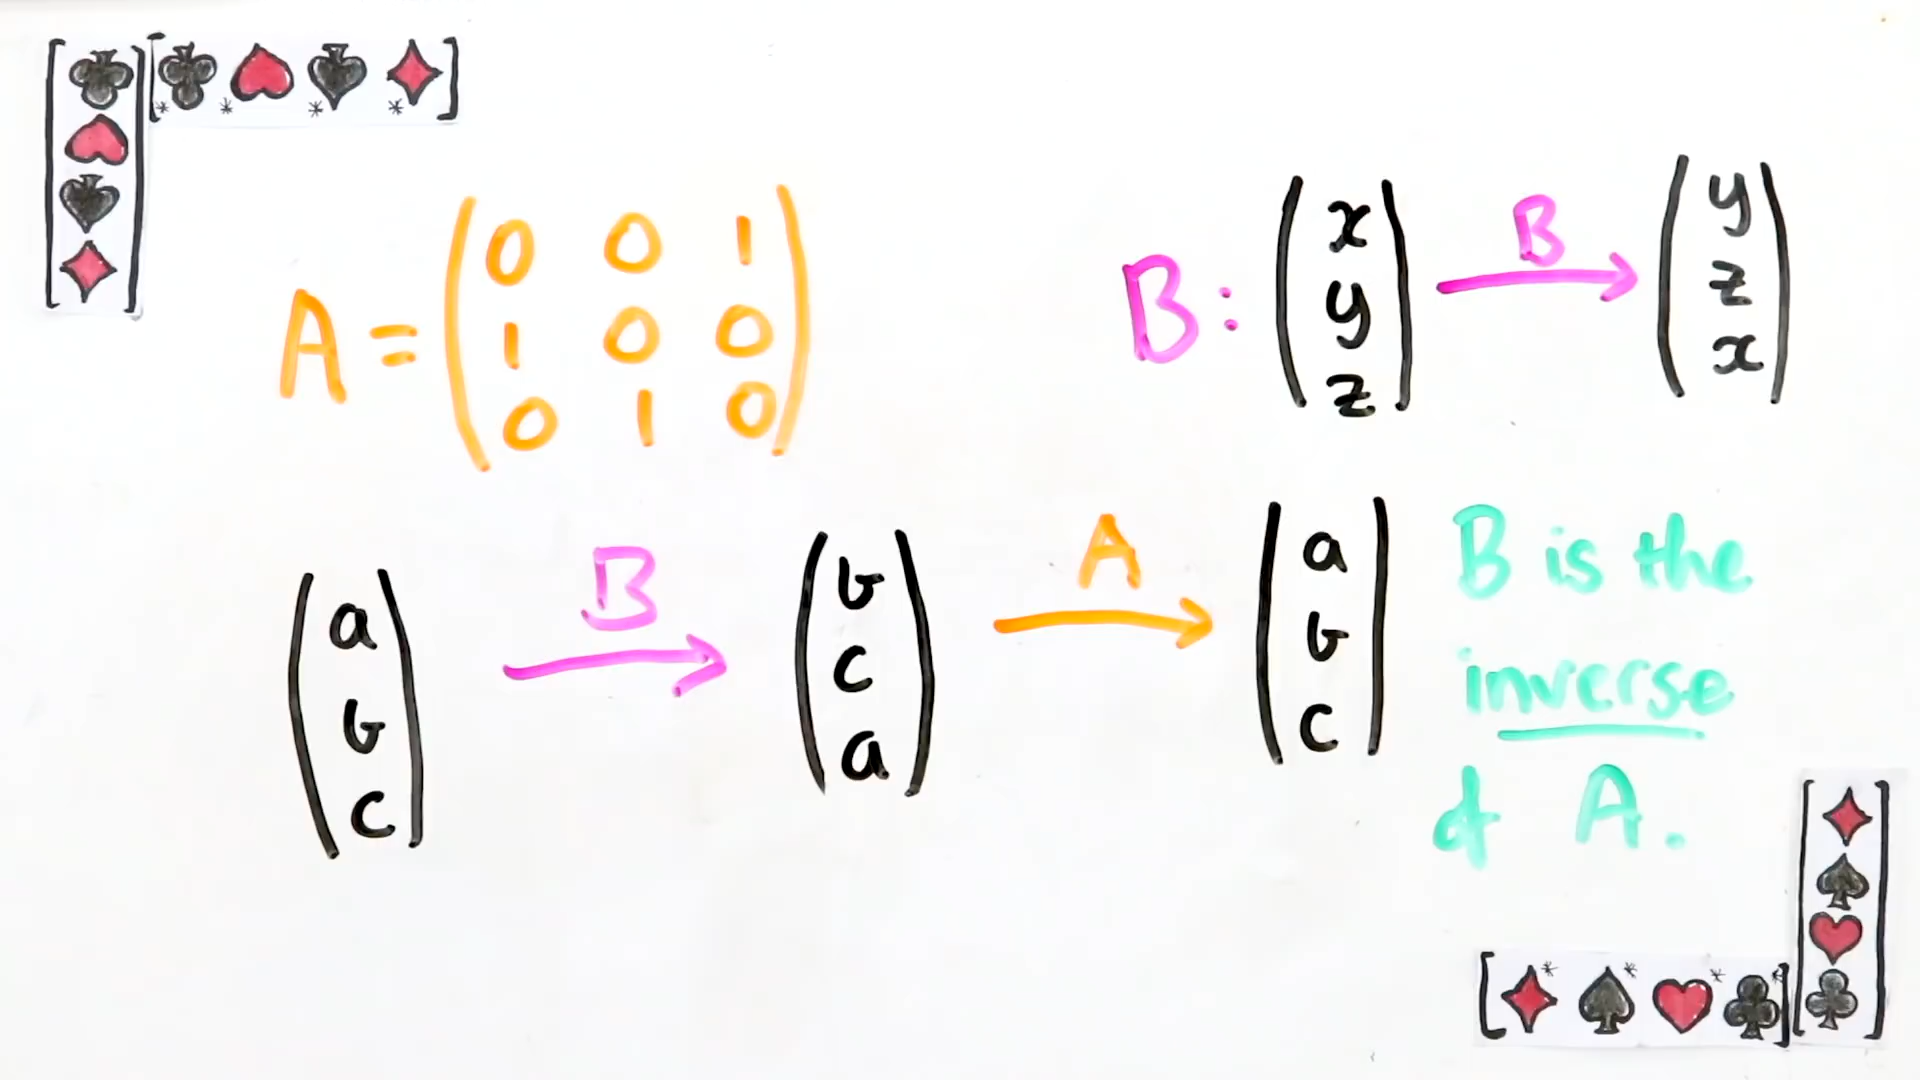 A = ( 0 0 1
1 0 0
0 1 0 )
B : ( x y z ) B → ( y z x )
( a b c ) B → ( b c a ) A → ( a b c )
B is the
inverse
of A.